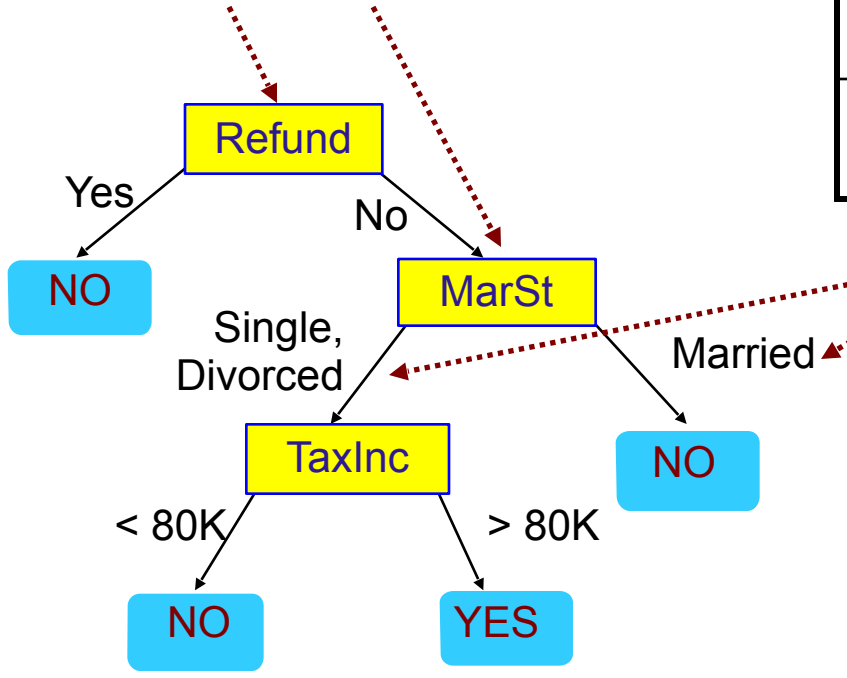 Refund
Yes
No
NO
MarSt
Single,
Divorced
Married
TaxInc
NO
< 80K
> 80K
NO
YES